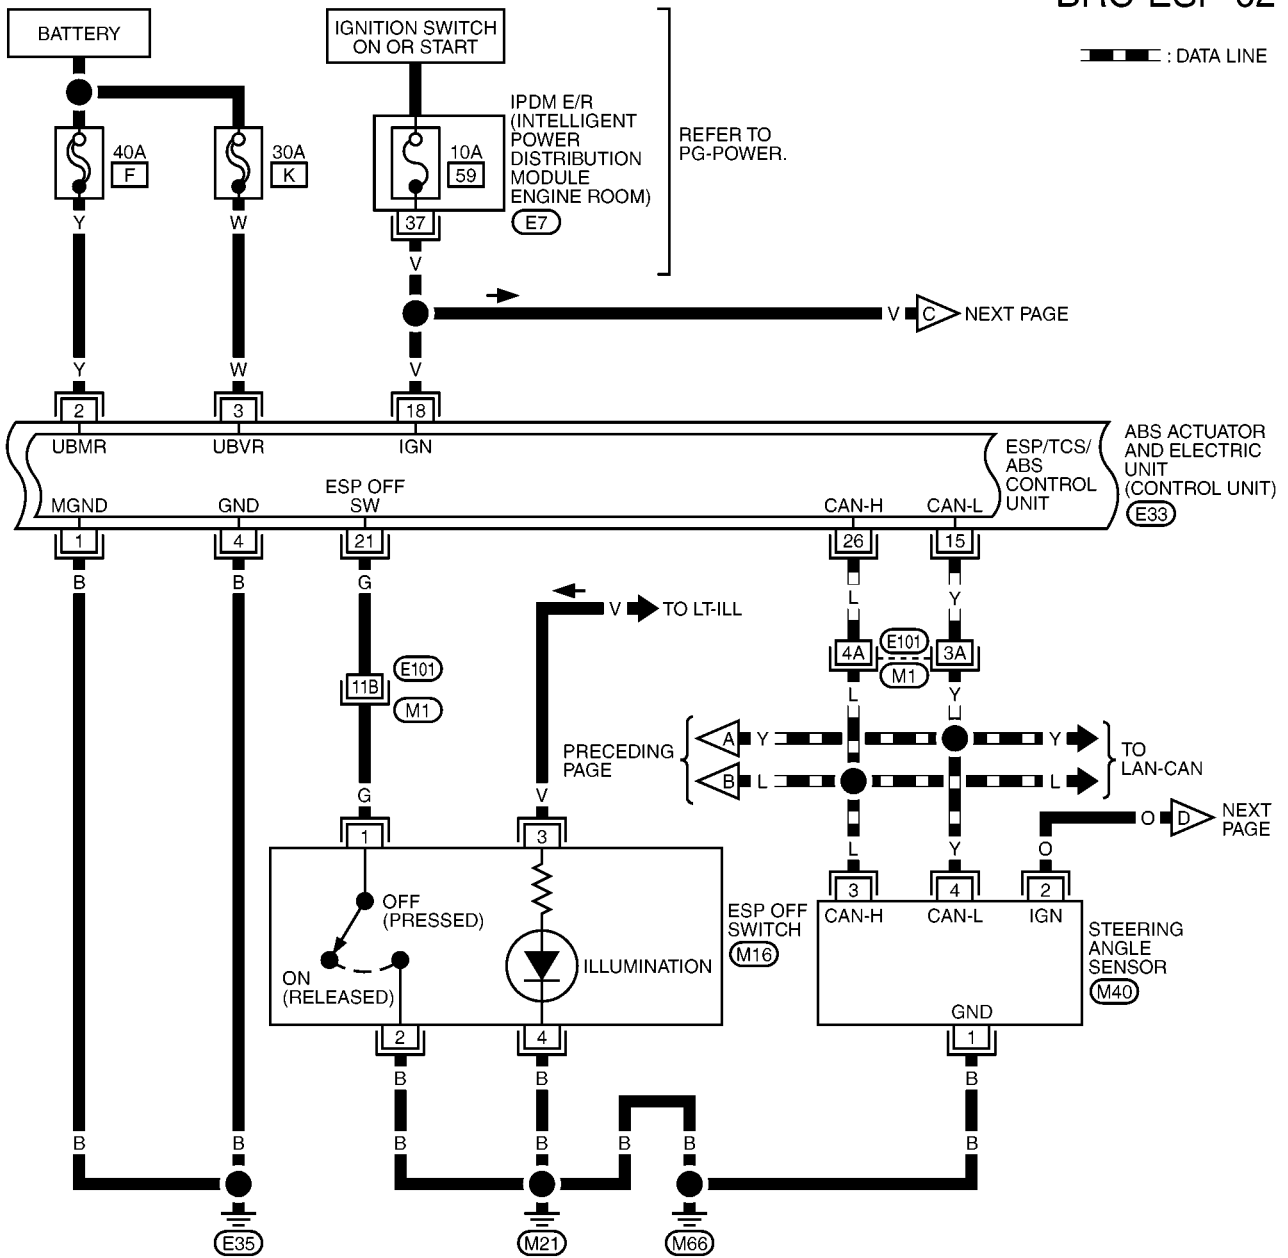 BATTERY
IGNITION SWITCH
ON OR START
: DATA LINE
IPDM E/R
(INTELLIGENT
POWER
DISTRIBUTION
MODULE
ENGINE ROOM)
E7
REFER TO
PG-POWER.
40A
F
30A
K
10A
59
37
Y
W
V
V
C
NEXT PAGE
Y
W
V
2
3
18
UBMR
UBVR
IGN
ESP/TCS/
ABS
CONTROL
UNIT
ABS ACTUATOR
AND ELECTRIC
UNIT
(CONTROL UNIT)
E33
MGND
GND
ESP OFF
SW
CAN-H
CAN-L
1
4
21
26
15
B
B
G
L
Y
V
TO LT-ILL
11B
E101
M1
4A
E101
M1
3A
L
Y
PRECEDING
PAGE
A
Y
Y
B
L
L
TO
LAN-CAN
G
V
O
D
NEXT
PAGE
L
Y
O
1
3
3
4
2
CAN-H
CAN-L
IGN
OFF
(PRESSED)
ON
(RELEASED)
ILLUMINATION
ESP OFF
SWITCH
M16
STEERING
ANGLE
SENSOR
M40
GND
2
4
1
B
B
B
B
B
B
B
B
B
B
E35
M21
M66